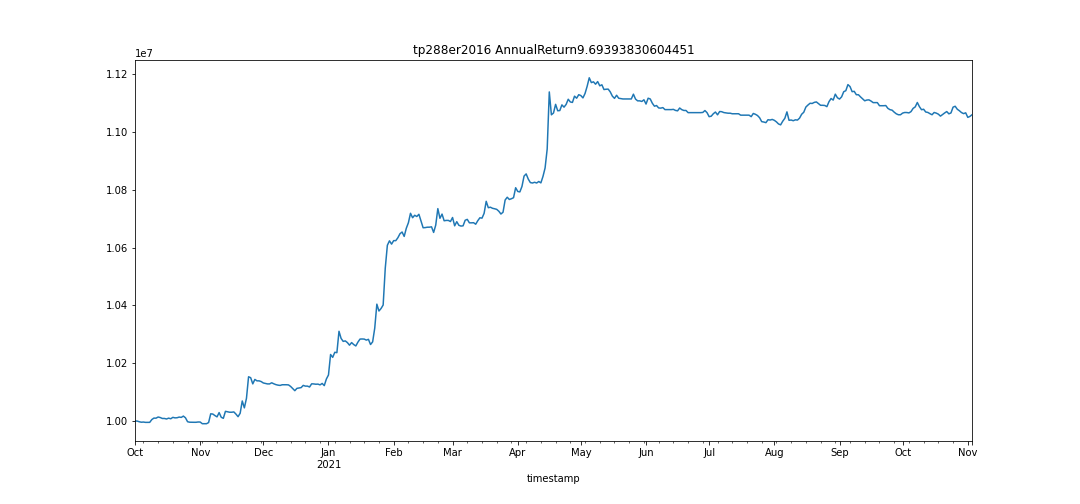 tp288er2016 AnnualReturn9.69393830604451
1e7
1.12
1.10
1.08
1.06
1.04
1.02
1.00
Oct Nov Dec Jan Feb Mar Apr May Jun Jul Aug Sep Oct Nov
2021
timestamp